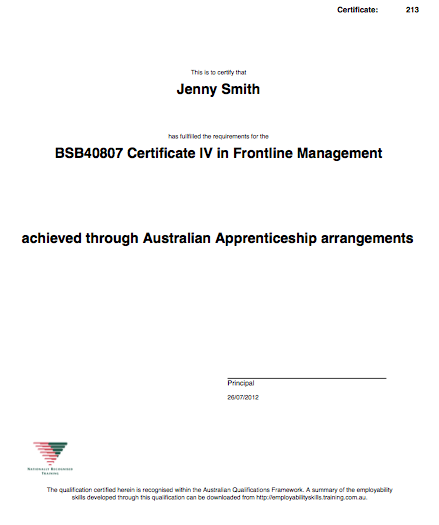 Certificate: 213
This is to certify that
Jenny Smith
has fullfilled the requirements for the
BSB40807 Certificate IV in Frontline Management
achieved through Australian Apprenticeship arrangements
Principal
26/07/2012
NATIONALLY RECOGNISED
TRAINING
The qualification certified herein is recognised within the Australian Qualifications Framework. A summary of the employability
skills developed through this qualification can be downloaded from http://employabilityskills.training.com.au.